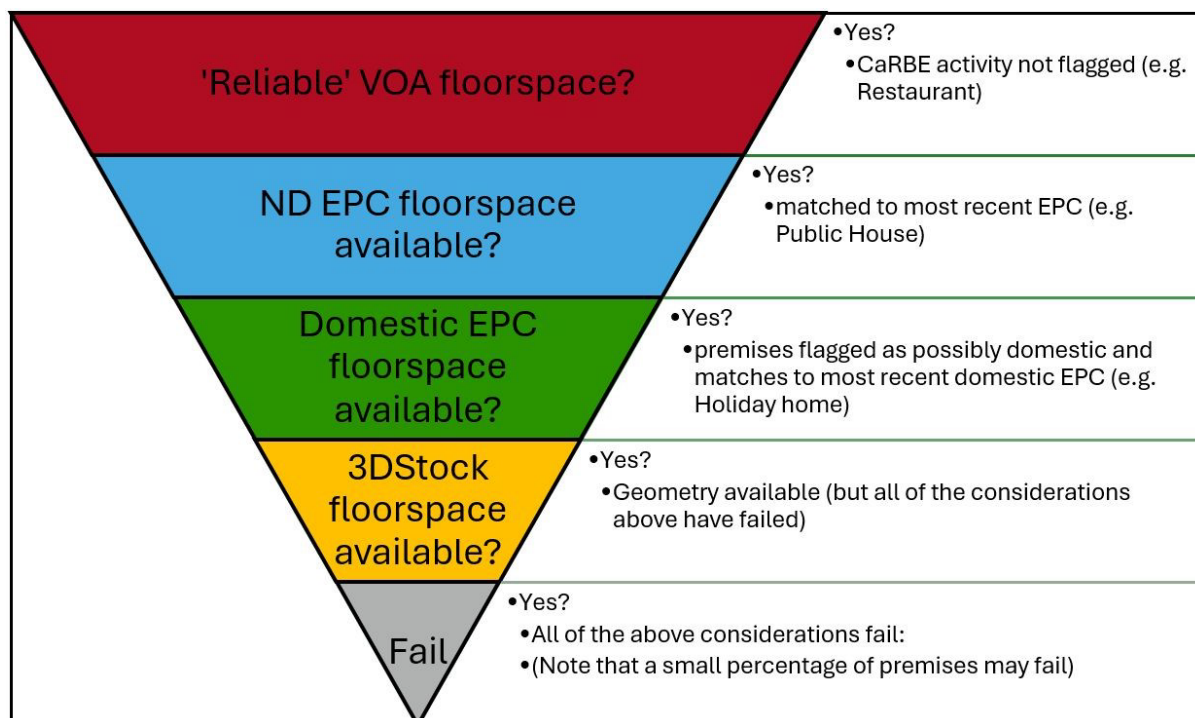 'Reliable' VOA floorspace?
•Yes?
•CaRBE activity not flagged (e.g.
Restaurant)
ND EPC floorspace
available?
•Yes?
•matched to most recent EPC (e.g.
Public House)
Domestic EPC
floorspace
available?
•Yes?
•premises flagged as possibly domestic and
matches to most recent domestic EPC (e.g.
Holiday home)
3DStock
floorspace
available?
•Yes?
•Geometry available (but all of the considerations
above have failed)
Fail
•Yes?
•All of the above considerations fail:
•(Note that a small percentage of premises may fail)